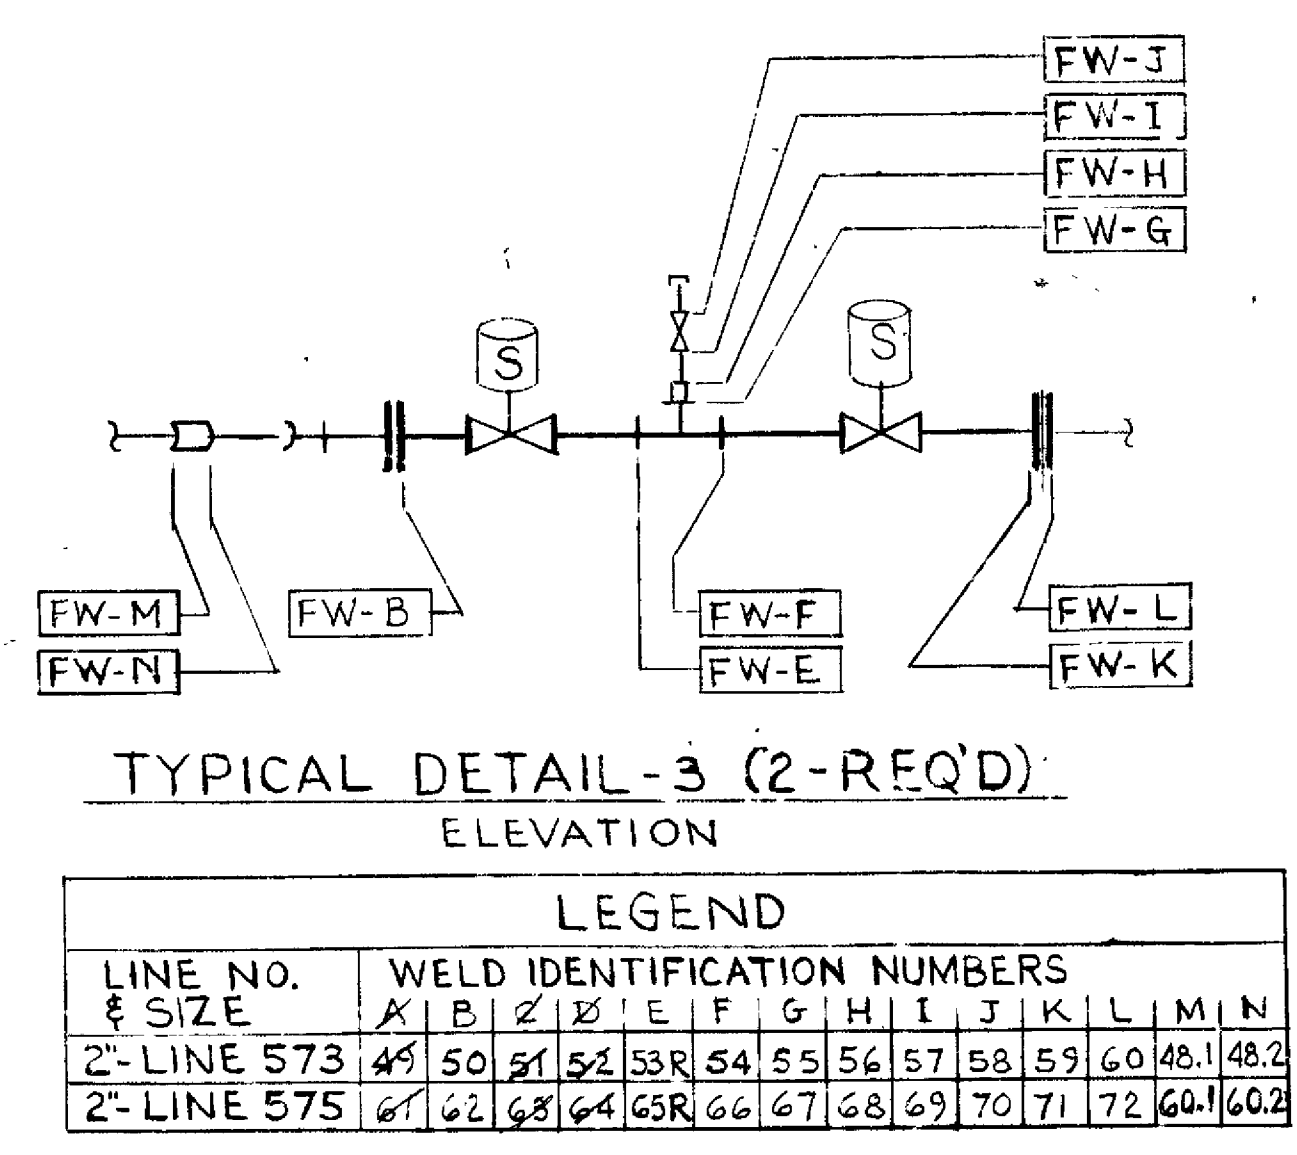 FW-J
FW-I
FW-H
FW-G
S
S
FW-M
FW-B
FW-F
FW-L
FW-N
FW-E
FW-K
TYPICAL DETAIL-3 (2-REQ'D)
ELEVATION
LEGEND
LINE NO. & SIZE
WELD IDENTIFICATION NUMBERS
A B C D E F G H I J K L M N
2"-LINE 573 49 50 51 52 53R 54 55 56 57 58 59 60 48.1 48.2
2"-LINE 575 61 62 63 64 65R 66 67 68 69 70 71 72 60.1 60.2